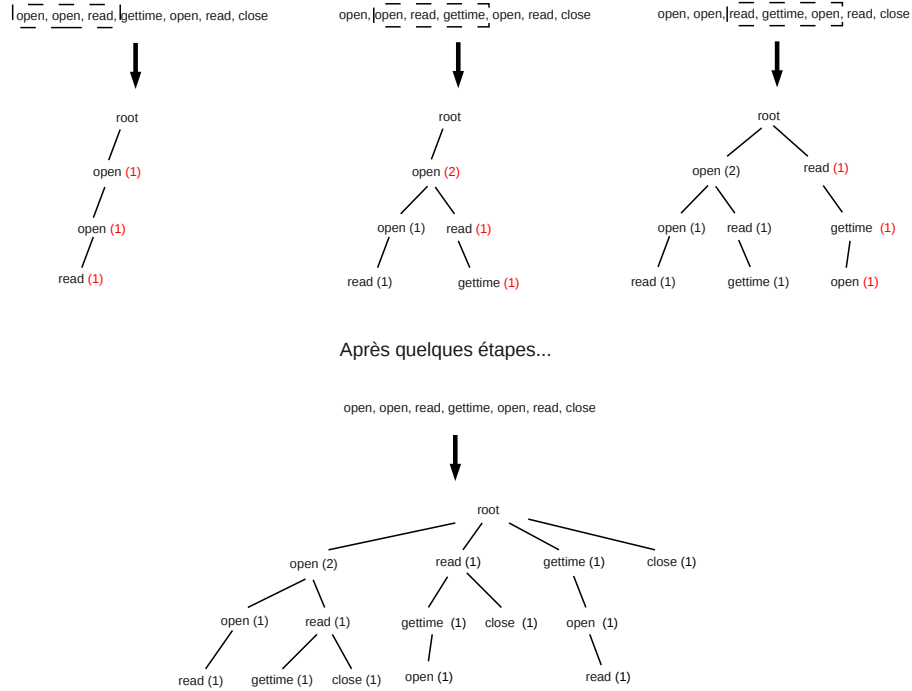 open, open, read, gettime, open, read, close
open, open, read, gettime, open, read, close
open, open, read, gettime, open, read, close
root
open (1)
open (1)
read (1)
root
open (2)
open (1) read (1)
read (1) gettime (1)
root
open (2) read (1)
open (1) read (1) gettime (1)
read (1) gettime (1) open (1)
Après quelques étapes...
open, open, read, gettime, open, read, close
root
open (2) read (1) gettime (1) close (1)
open (1) read (1) gettime (1) close (1) open (1)
read (1) gettime (1) close (1) open (1) read (1)